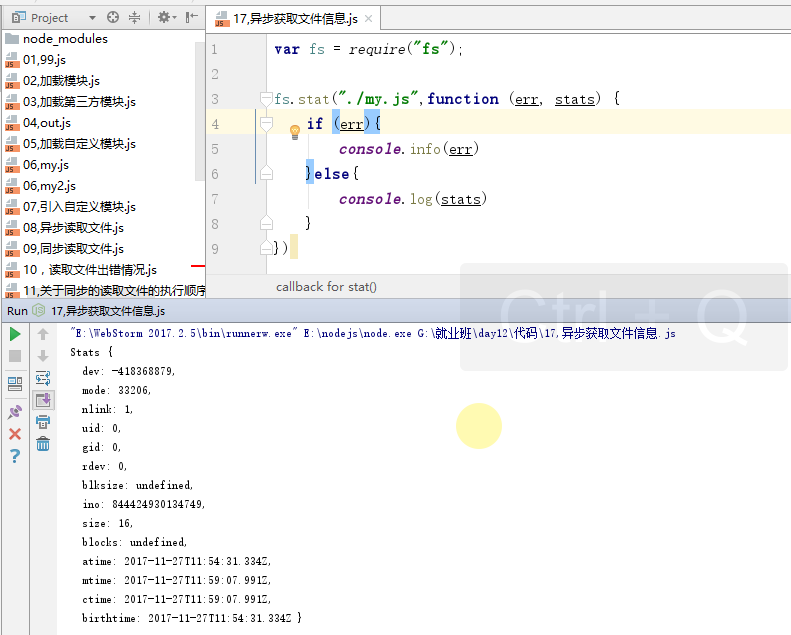 Project
17,异步获取文件信息.js
node_modules
01,99.js
02,加载模块.js
03,加载第三方模块.js
04,out.js
05,加载自定义模块.js
06,my.js
06,my2.js
07,引入自定义模块.js
08,异步读取文件.js
09,同步读取文件.js
10，读取文件出错情况.js
11,关于同步的读取文件的执行顺序
1 var fs = require("fs");
2
3 fs.stat("./my.js",function (err, stats) {
4 if (err){
5 console.info(err)
6 }else{
7 console.log(stats)
8 }
9 })
callback for stat()
Ctrl + Q
Run 17,异步获取文件信息.js
"E:\WebStorm 2017.2.5\bin\runnerw.exe" E:\nodejs\node.exe G:\就业班\day12\代码\17,异步获取文件信息.js
Stats {
dev: -418368879,
mode: 33206,
nlink: 1,
uid: 0,
gid: 0,
rdev: 0,
blksize: undefined,
ino: 844424930134749,
size: 16,
blocks: undefined,
atime: 2017-11-27T11:54:31.334Z,
mtime: 2017-11-27T11:59:07.991Z,
ctime: 2017-11-27T11:59:07.991Z,
birthtime: 2017-11-27T11:54:31.334Z }